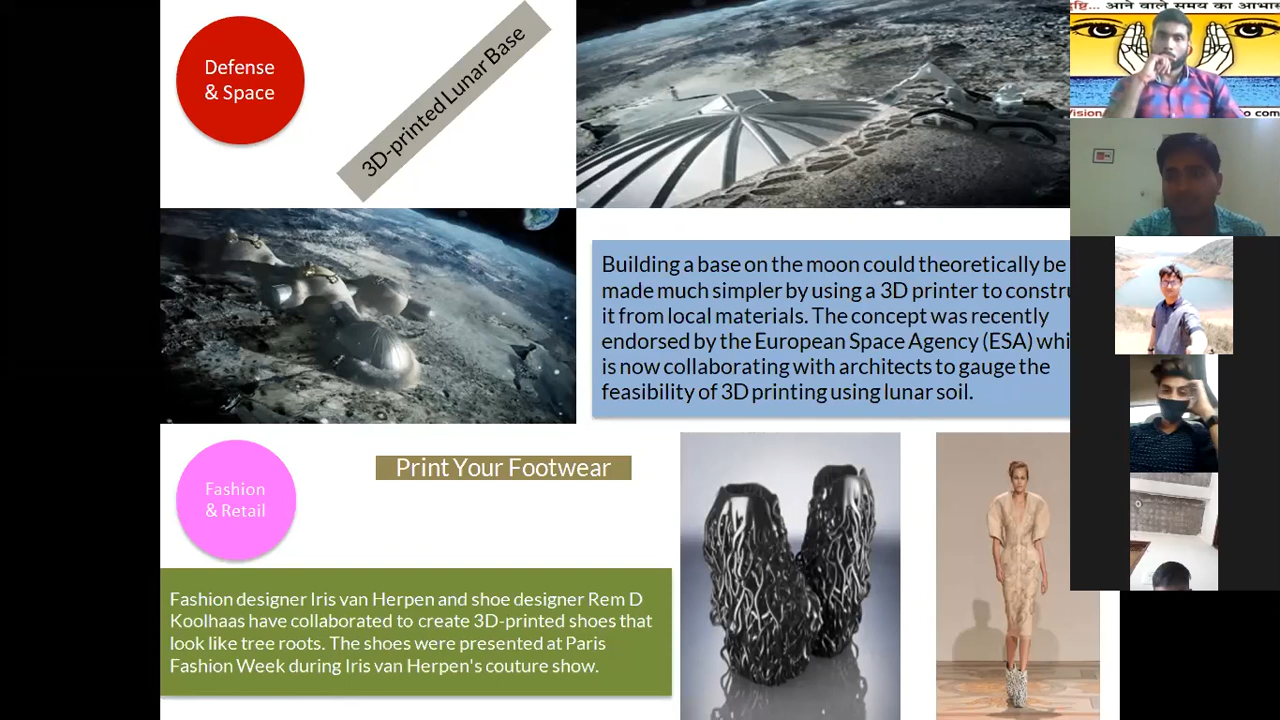 Defense
& Space
3D-printed Lunar Base
आने वाले समय का
Building a base on the moon could theoretically be
made much simpler by using a 3D printer to
it from local materials. The concept was recently
endorsed by the European Space Agency (ESA)
is now collaborating with architects to gauge the
feasibility of 3D printing using lunar soil.
Fashion
& Retail
Print Your Footwear
Fashion designer Iris van Herpen and shoe designer Rem D
Koolhaas have collaborated to create 3D-printed shoes that
look like tree roots. The shoes were presented at Paris
Fashion Week during Iris van Herpen's couture show.